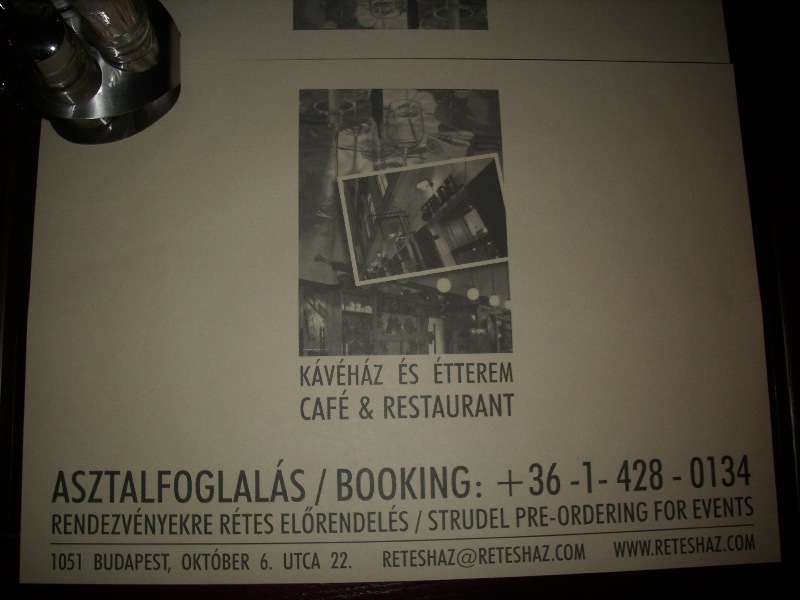 KÁVÉHÁZ ÉS ÉTTEREM
CAFÉ & RESTAURANT
ASZTALFOGLALÁS / BOOKING: +36 -1- 428 - 0134
RENDEZVÉNYEKRE RÉTES ELŐRENDELÉS / STRUDEL PRE-ORDERING FOR EVENTS
1051 BUDAPEST, OKTÓBER 6. UTCA 22. RETESHAZ@RETESHAZ.COM WWW.RETESHAZ.COM